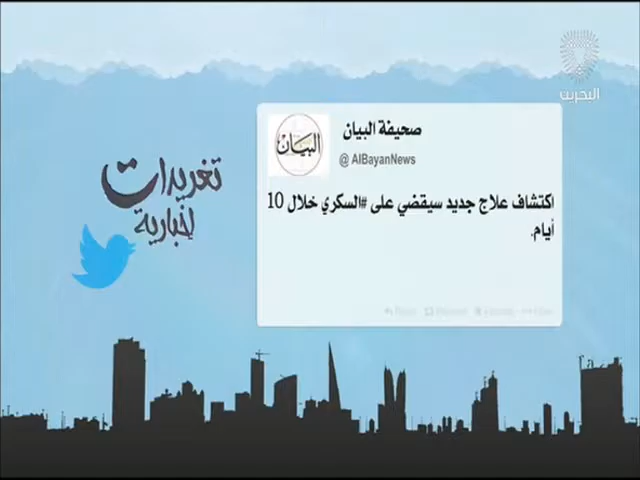 البحرين
صحيفة البيان
@ AlBayanNews
البيان
تغريدات
إخبارية
اكتشاف علاج جديد سيقضي على #السكري خلال 10
أيام.